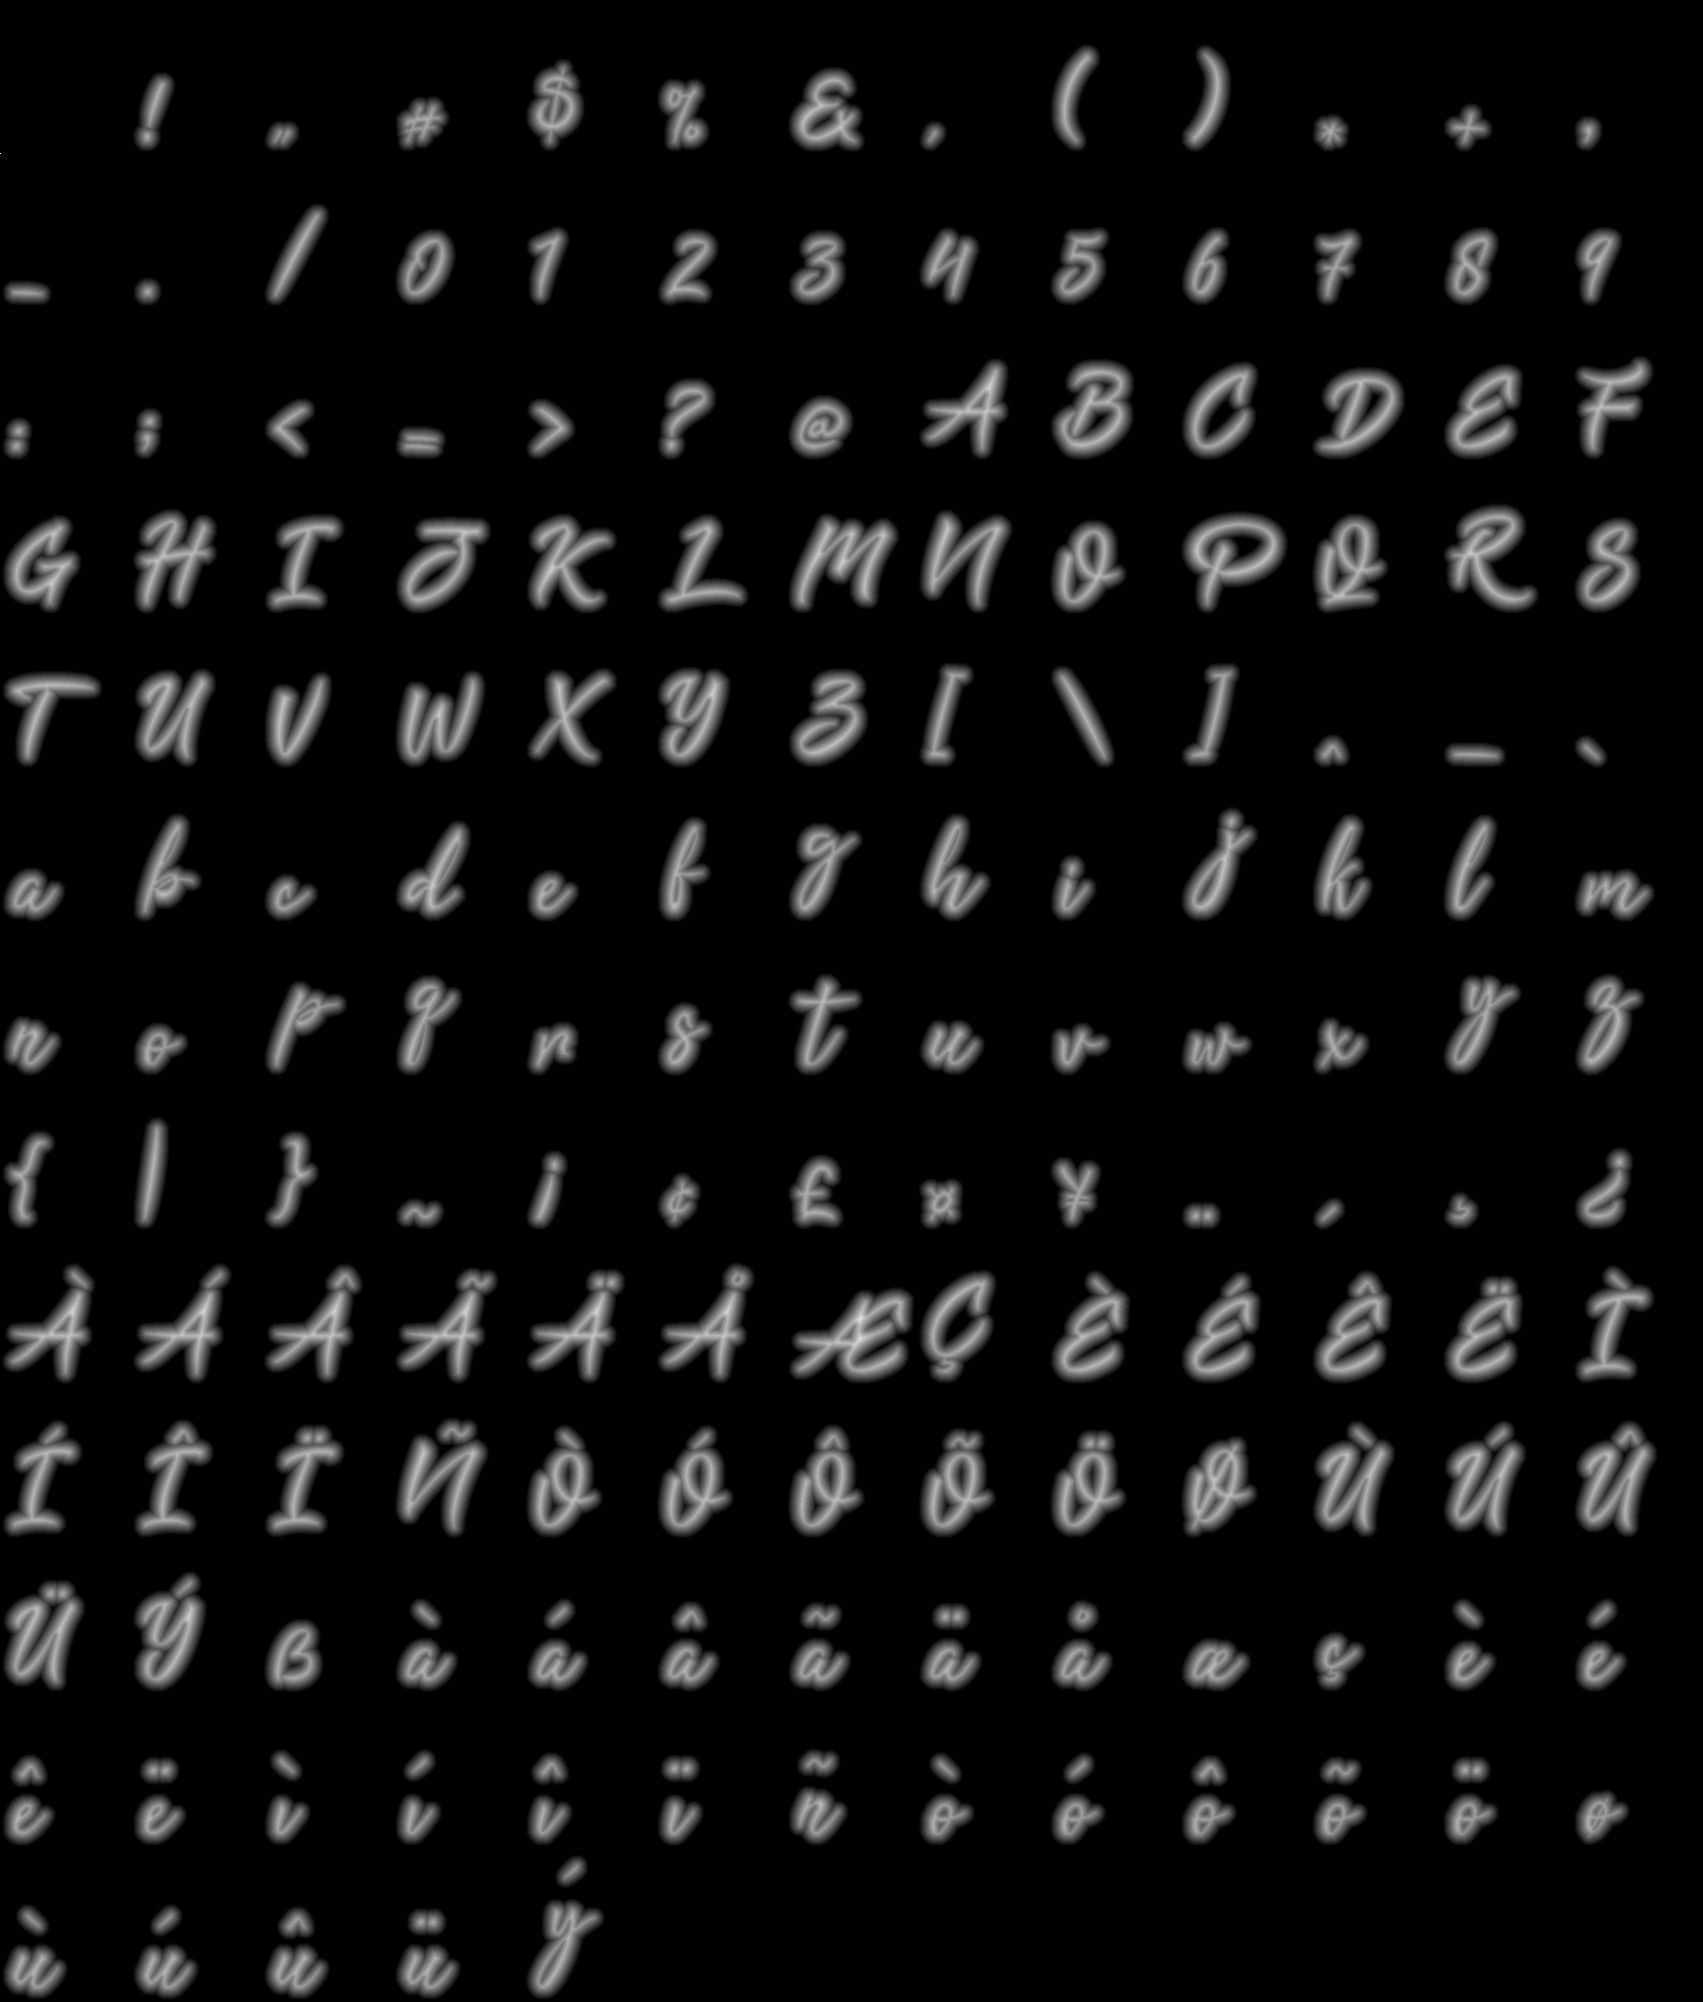 ! " # $ % & ' ( ) * + ,
- . / 0 1 2 3 4 5 6 7 8 9
: ; < = > ? @ A B C D E F
G H I J K L M N O P Q R S
T U V W X Y Z [ \ ] ^ _ `
a b c d e f g h i j k l m
n o p q r s t u v w x y z
{ | } ~ ¡ ¢ £ ¤ ¥ ¨ ´ ¸ ¿
À Á Â Ã Ä Å Æ Ç È É Ê Ë Ì
Í Î Ï Ñ Ò Ó Ô Õ Ö Ø Ù Ú Û
Ü Ý ß à á â ã ä å æ ç è é
ê ë ì í î ï ñ ò ó ô õ ö ø
ù ú û ü ý